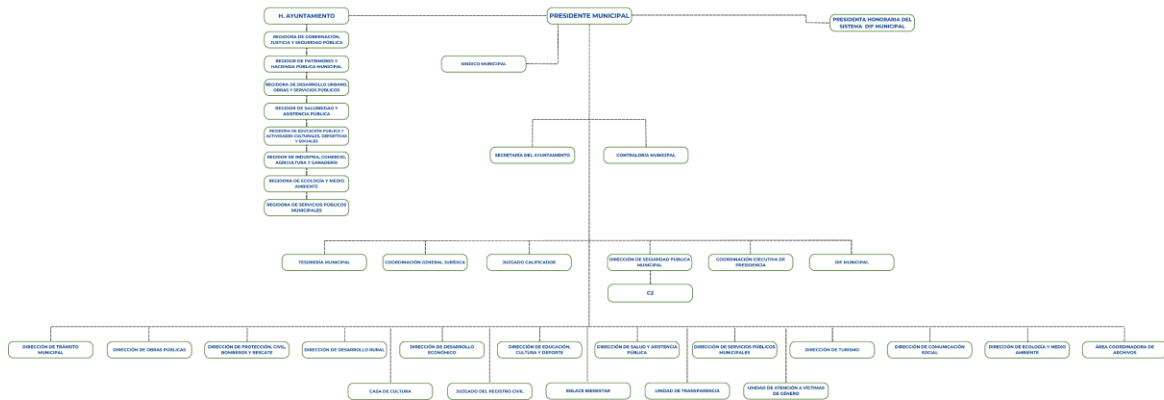 H. AYUNTAMIENTO
PRESIDENTE MUNICIPAL
PRESIDENTA HONORARIA DEL
SISTEMA DIF MUNICIPAL
REGIDORA DE GOBERNACIÓN,
JUSTICIA Y SEGURIDAD PÚBLICA
REGIDOR DE PATRIMONIO Y
HACIENDA PÚBLICA MUNICIPAL
REGIDORA DE DESARROLLO URBANO,
OBRAS Y SERVICIOS PÚBLICOS
REGIDOR DE SALUBRIDAD Y
ASISTENCIA PÚBLICA
REGIDORA DE EDUCACIÓN PÚBLICO Y
ACTIVIDADES CULTURALES, DEPORTIVAS
Y SOCIALES
REGIDOR DE INDUSTRIA, COMERCIO,
AGRICULTURA Y GANADERÍA
REGIDORA DE ECOLOGÍA Y MEDIO
AMBIENTE
REGIDORA DE SERVICIOS PÚBLICOS
MUNICIPALES
SINDICO MUNICIPAL
SECRETARÍA DEL AYUNTAMIENTO
CONTRALORÍA MUNICIPAL
TESORERÍA MUNICIPAL
COORDINACIÓN GENERAL JURÍDICA
JUZGADO CALIFICADOR
DIRECCIÓN DE SEGURIDAD PÚBLICA
MUNICIPAL
COORDINACIÓN EJECUTIVA DE
PRESIDENCIA
DIF MUNICIPAL
C2
DIRECCIÓN DE TRÁNSITO
MUNICIPAL
DIRECCIÓN DE OBRAS PÚBLICAS
DIRECCIÓN DE PROTECCIÓN, CIVIL,
BOMBEROS Y RESCATE
DIRECCIÓN DE DESARROLLO RURAL
DIRECCIÓN DE DESARROLLO
ECONÓMICO
DIRECCIÓN DE EDUCACIÓN,
CULTURA Y DEPORTE
DIRECCIÓN DE SALUD Y ASISTENCIA
PÚBLICA
DIRECCIÓN DE SERVICIOS PÚBLICOS
MUNICIPALES
DIRECCIÓN DE TURISMO
DIRECCIÓN DE COMUNICACIÓN
SOCIAL
DIRECCIÓN DE ECOLOGÍA Y MEDIO
AMBIENTE
ÁREA COORDINADORA DE
ARCHIVOS
CASA DE CULTURA
JUZGADO DEL REGISTRO CIVIL
ENLACE BIENESTAR
UNIDAD DE TRANSPARENCIA
UNIDAD DE ATENCIÓN A VÍCTIMAS
DE GÉNERO